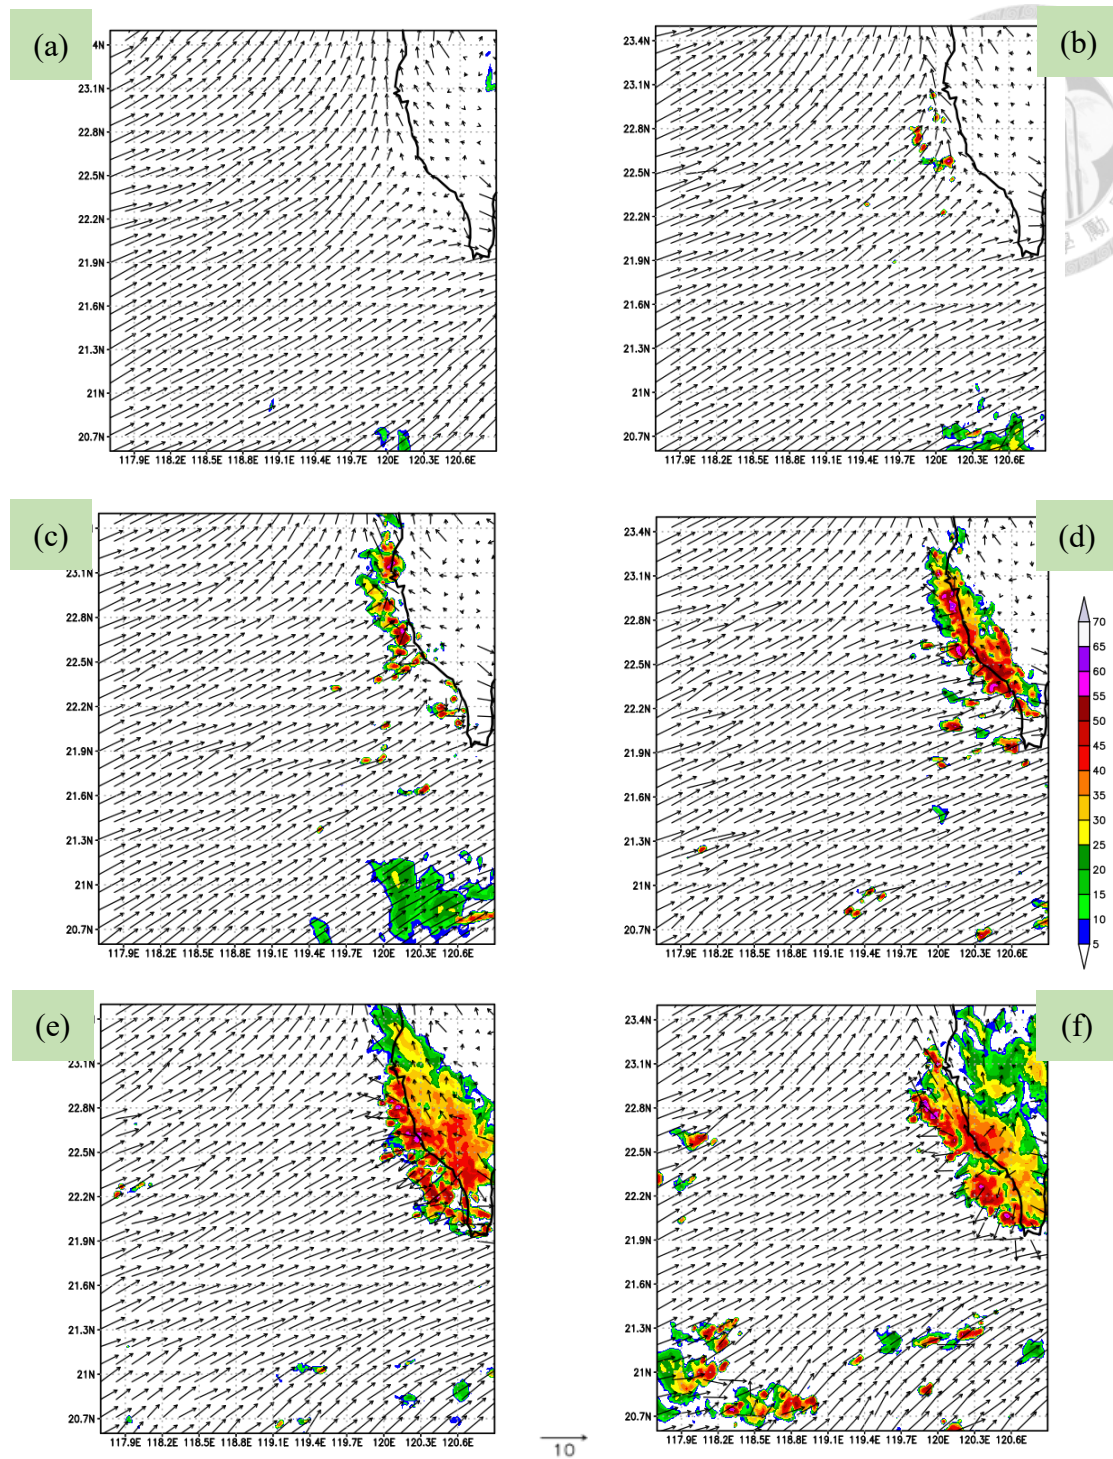 (a)
.4N
23.1N
22.8N
22.5N
22.2N
21.9N
21.6N
21.3N
21N
20.7N
117.9E 118.2E 118.5E 118.8E 119.1E 119.4E 119.7E 120E 120.3E 120.6E
(b)
23.4N
23.1N
22.8N
22.5N
22.2N
21.9N
21.6N
21.3N
21N
20.7N
117.9E 118.2E 118.5E 118.8E 119.1E 119.4E 119.7E 120E 120.3E 120.6E
(c)
23.1N
22.8N
22.5N
22.2N
21.9N
21.6N
21.3N
21N
20.7N
117.9E 118.2E 118.5E 118.8E 119.1E 119.4E 119.7E 120E 120.3E 120.6E
(d)
23.4N
23.1N
22.8N
22.5N
22.2N
21.9N
21.6N
21.3N
21N
20.7N
117.9E 118.2E 118.5E 118.8E 119.1E 119.4E 119.7E 120E 120.3E 120.6E
70
65
60
55
50
45
40
35
30
25
20
15
10
5
(e)
23.1N
22.8N
22.5N
22.2N
21.9N
21.6N
21.3N
21N
20.7N
117.9E 118.2E 118.5E 118.8E 119.1E 119.4E 119.7E 120E 120.3E 120.6E
(f)
23.4N
23.1N
22.8N
22.5N
22.2N
21.9N
21.6N
21.3N
21N
20.7N
117.9E 118.2E 118.5E 118.8E 119.1E 119.4E 119.7E 120E 120.3E 120.6E
10